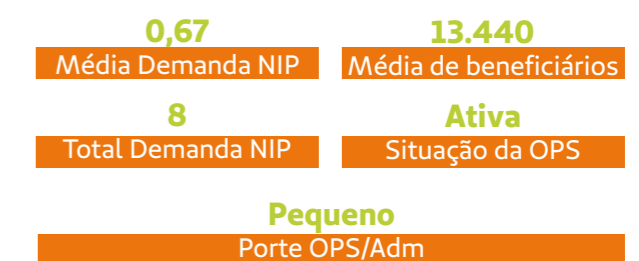 0,67
Média Demanda NIP
13.440
Média de beneficiários
8
Total Demanda NIP
Ativa
Situação da OPS
Pequeno
Porte OPS/Adm